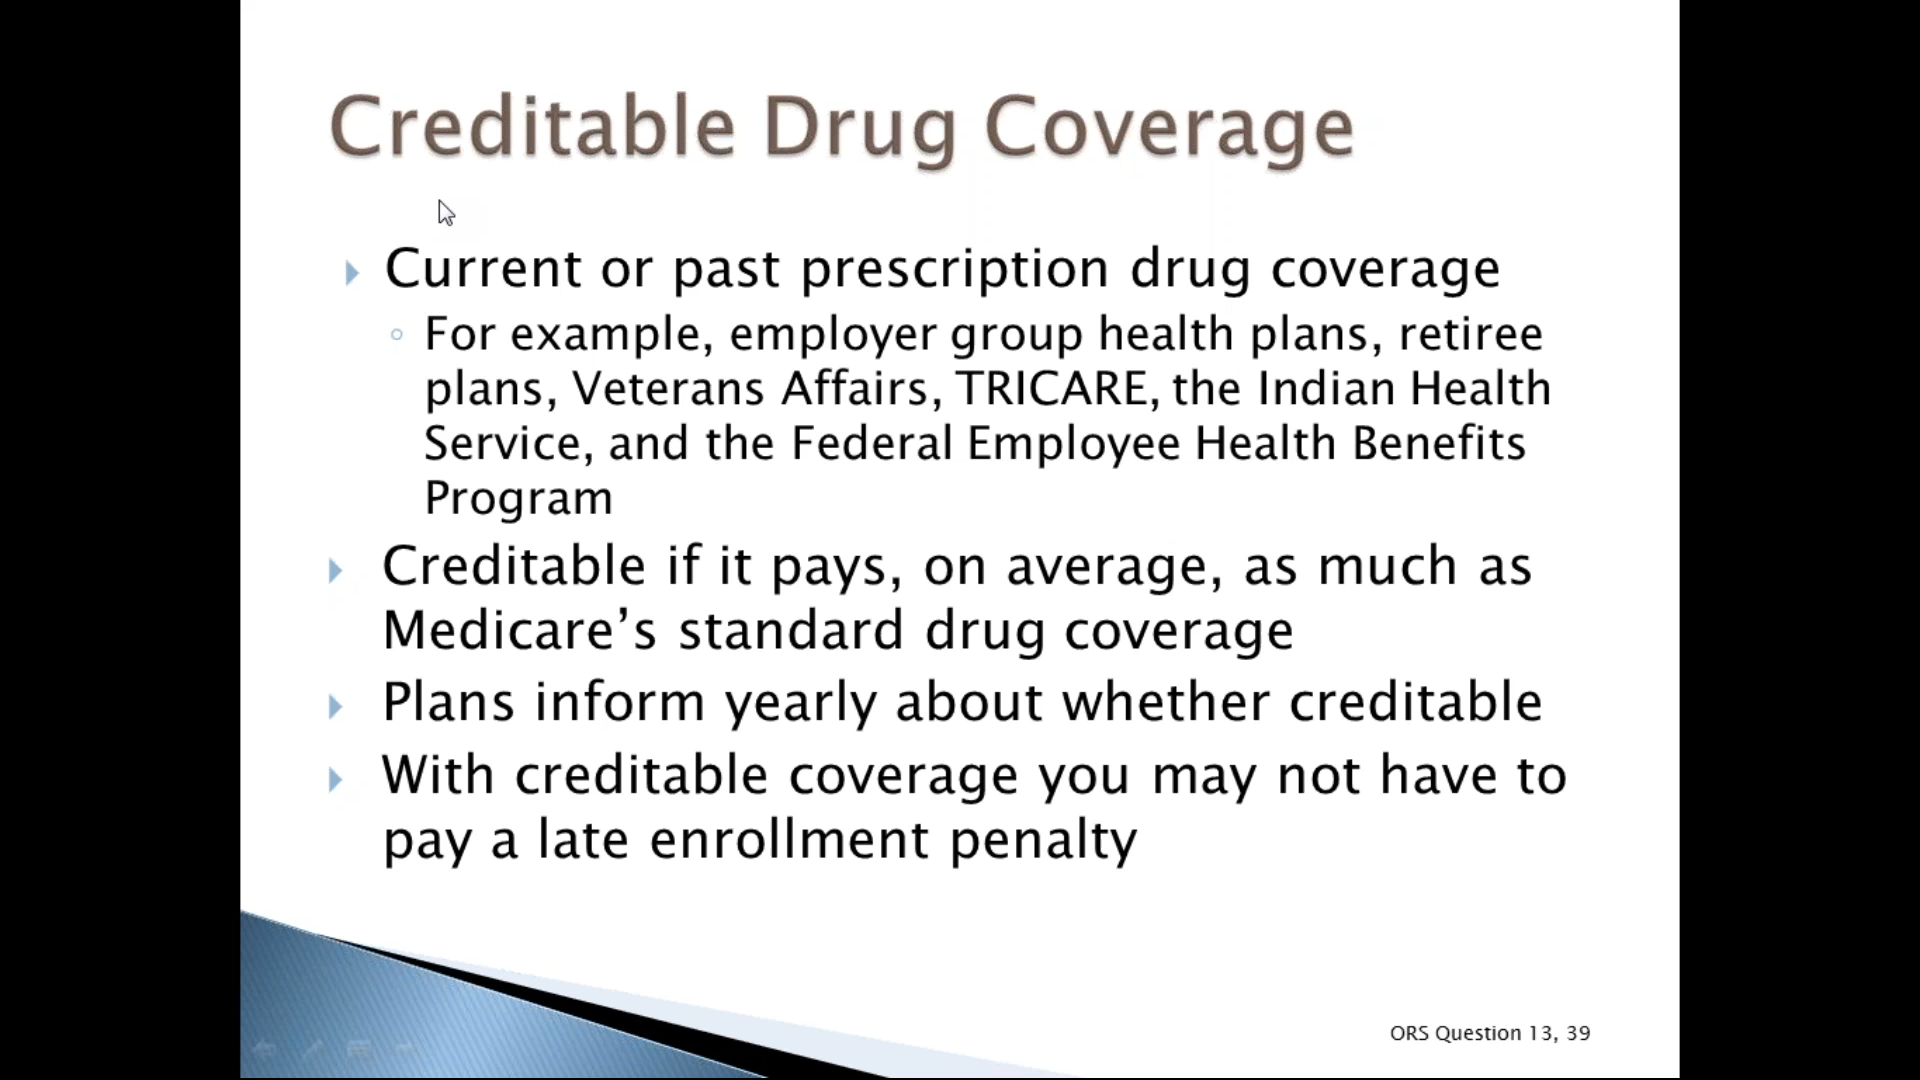 Creditable Drug Coverage
Current or past prescription drug coverage
For example, employer group health plans, retiree
plans, Veterans Affairs, TRICARE, the Indian Health
Service, and the Federal Employee Health Benefits
Program
Creditable if it pays, on average, as much as
Medicare’s standard drug coverage
Plans inform yearly about whether creditable
With creditable coverage you may not have to
pay a late enrollment penalty
ORS Question 13, 39